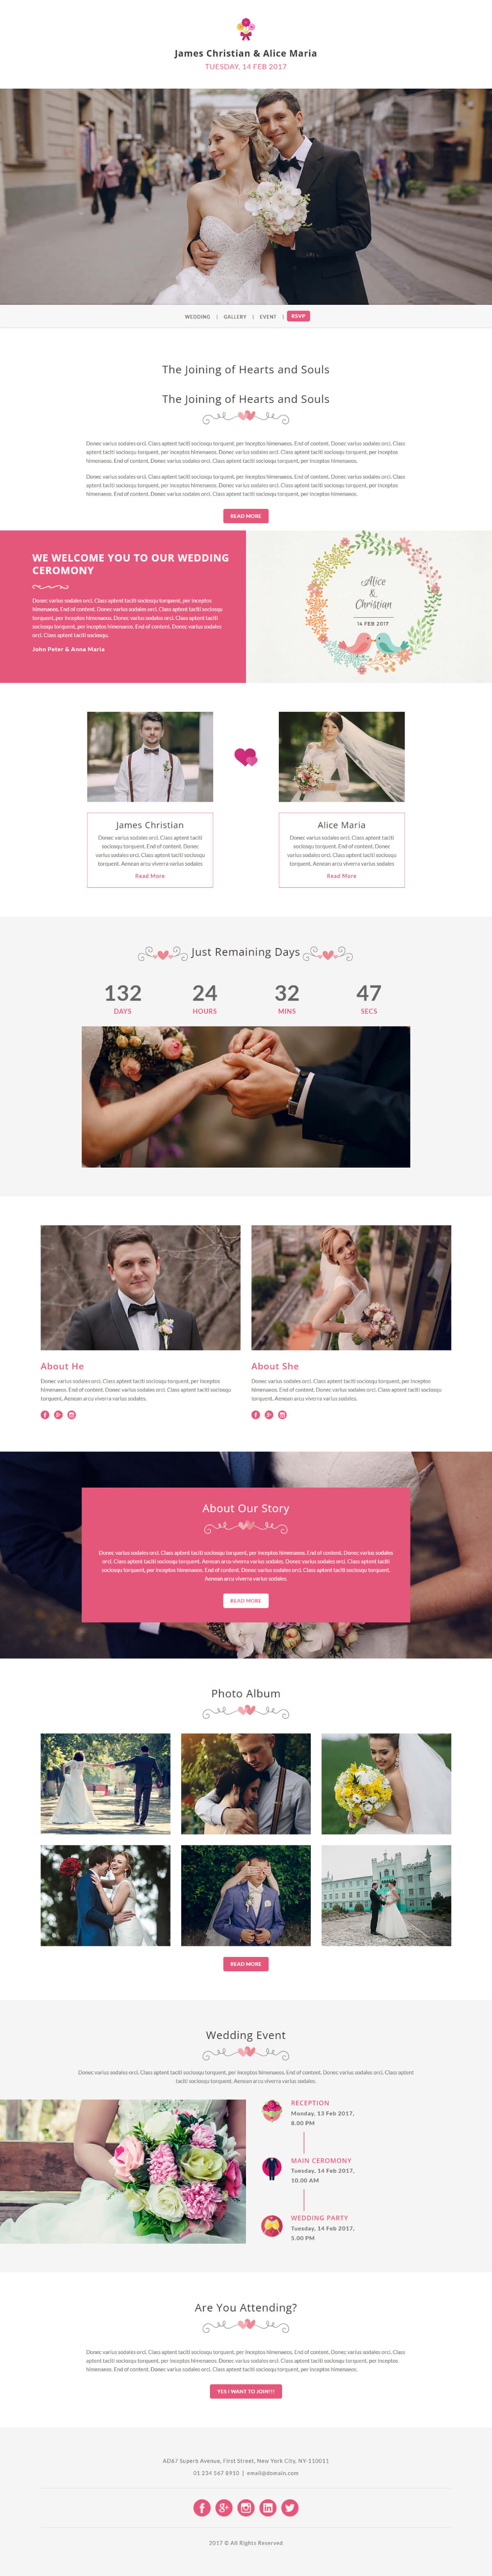 James Christian & Alice Maria
TUESDAY, 14 FEB 2017
WEDDING | GALLERY | EVENT | RSVP
The Joining of Hearts and Souls
The Joining of Hearts and Souls
Donec varius sodales orci. Class aptent taciti sociosqu torquent, per inceptos himenaeos. End of content. Donec varius sodales orci. Class
aptent taciti sociosqu torquent, per inceptos himenaeos. Donec varius sodales orci. Class aptent taciti sociosqu torquent, per inceptos
himenaeos. End of content. Donec varius sodales orci. Class aptent taciti sociosqu torquent, per inceptos himenaeos.
Donec varius sodales orci. Class aptent taciti sociosqu torquent, per inceptos himenaeos. End of content. Donec varius sodales orci. Class
aptent taciti sociosqu torquent, per inceptos himenaeos. Donec varius sodales orci. Class aptent taciti sociosqu torquent, per inceptos
himenaeos. End of content. Donec varius sodales orci. Class aptent taciti sociosqu torquent, per inceptos himenaeos.
READ MORE
WE WELCOME YOU TO OUR WEDDING
CEROMONY
Donec varius sodales orci. Class aptent taciti sociosqu torquent, per inceptos
himenaeos. End of content. Donec varius sodales orci. Class aptent taciti sociosqu
torquent, per inceptos himenaeos. Donec varius sodales orci. Class aptent taciti
sociosqu torquent, per inceptos himenaeos. End of content. Donec varius sodales
orci. Class aptent taciti sociosqu.
John Peter & Anna Maria
Alice
&
Christian
14 FEB 2017
James Christian
Donec varius sodales orci. Class aptent taciti
sociosqu torquent. End of content. Donec
varius sodales orci. Class aptent taciti sociosqu
torquent. Aenean arcu viverra varius sodales
Read More
Alice Maria
Donec varius sodales orci. Class aptent taciti
sociosqu torquent. End of content. Donec
varius sodales orci. Class aptent taciti sociosqu
torquent. Aenean arcu viverra varius sodales
Read More
Just Remaining Days
132 24 32 47
DAYS HOURS MINS SECS
About He
Donec varius sodales orci. Class aptent taciti sociosqu torquent, per inceptos
himenaeos. End of content. Donec varius sodales orci. Class aptent taciti sociosqu
torquent. Aenean arcu viverra varius sodales.
About She
Donec varius sodales orci. Class aptent taciti sociosqu torquent, per inceptos
himenaeos. End of content. Donec varius sodales orci. Class aptent taciti sociosqu
torquent. Aenean arcu viverra varius sodales.
About Our Story
Donec varius sodales orci. Class aptent taciti sociosqu torquent, per inceptos himenaeos. End of content. Donec varius sodales
orci. Class aptent taciti sociosqu torquent. Aenean arcu viverra varius sodales. Donec varius sodales orci. Class aptent taciti
sociosqu torquent, per inceptos himenaeos. End of content. Donec varius sodales orci. Class aptent taciti sociosqu torquent.
Aenean arcu viverra varius sodales.
READ MORE
Photo Album
READ MORE
Wedding Event
Donec varius sodales orci. Class aptent taciti sociosqu torquent, per inceptos himenaeos. End of content. Donec varius sodales orci. Class aptent
taciti sociosqu torquent. Aenean arcu viverra varius sodales.
RECEPTION
Monday, 13 Feb 2017,
8.00 PM
MAIN CEROMONY
Tuesday, 14 Feb 2017,
10.00 AM
WEDDING PARTY
Tuesday, 14 Feb 2017,
5.00 PM
Are You Attending?
Donec varius sodales orci. Class aptent taciti sociosqu torquent, per inceptos himenaeos. End of content. Donec varius sodales orci. Class
aptent taciti sociosqu torquent, per inceptos himenaeos. Donec varius sodales orci. Class aptent taciti sociosqu torquent, per inceptos
himenaeos. End of content. Donec varius sodales orci. Class aptent taciti sociosqu torquent, per inceptos himenaeos.
YES I WANT TO JOIN!!!
AD67 Superb Avenue, First Street, New York City, NY-110011
01 234 567 8910 | email@domain.com
2017 © All Rights Reserved